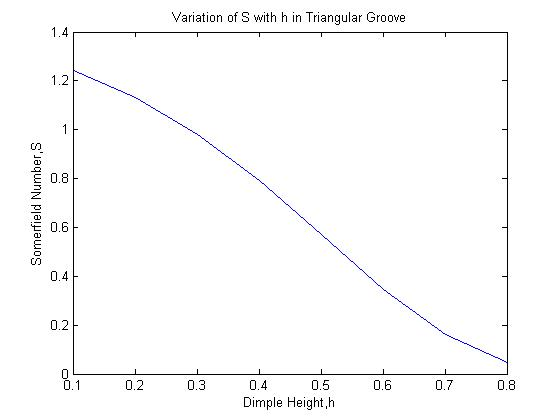 Variation of S with h in Triangular Groove
1.4
1.2
1
0.8
0.6
0.4
0.2
0
Somerfield Number,S
0.1 0.2 0.3 0.4 0.5 0.6 0.7 0.8
Dimple Height,h